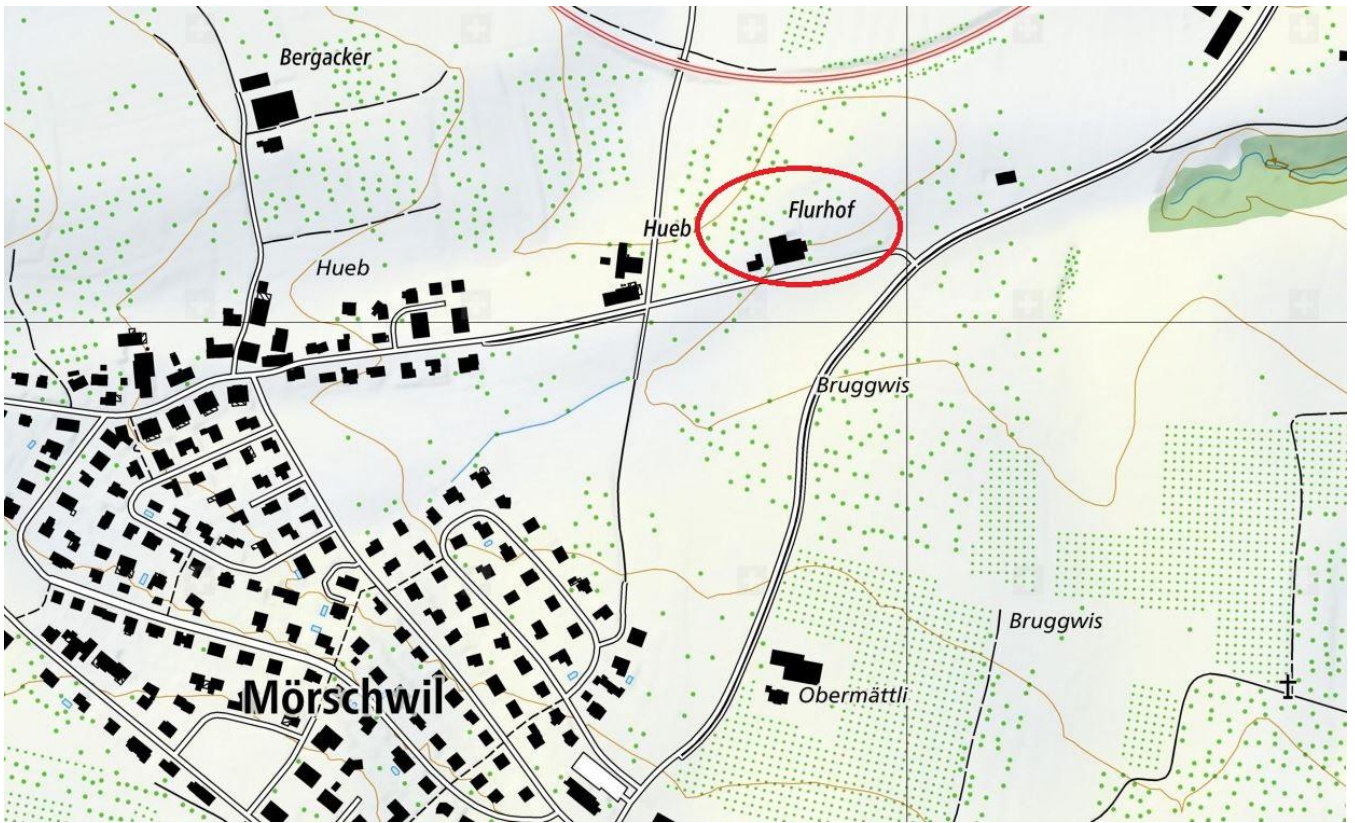 Bergacker
Flurhof
Hueb
Hueb
Bruggwis
Bruggwis
Mörschwil
Obermättli